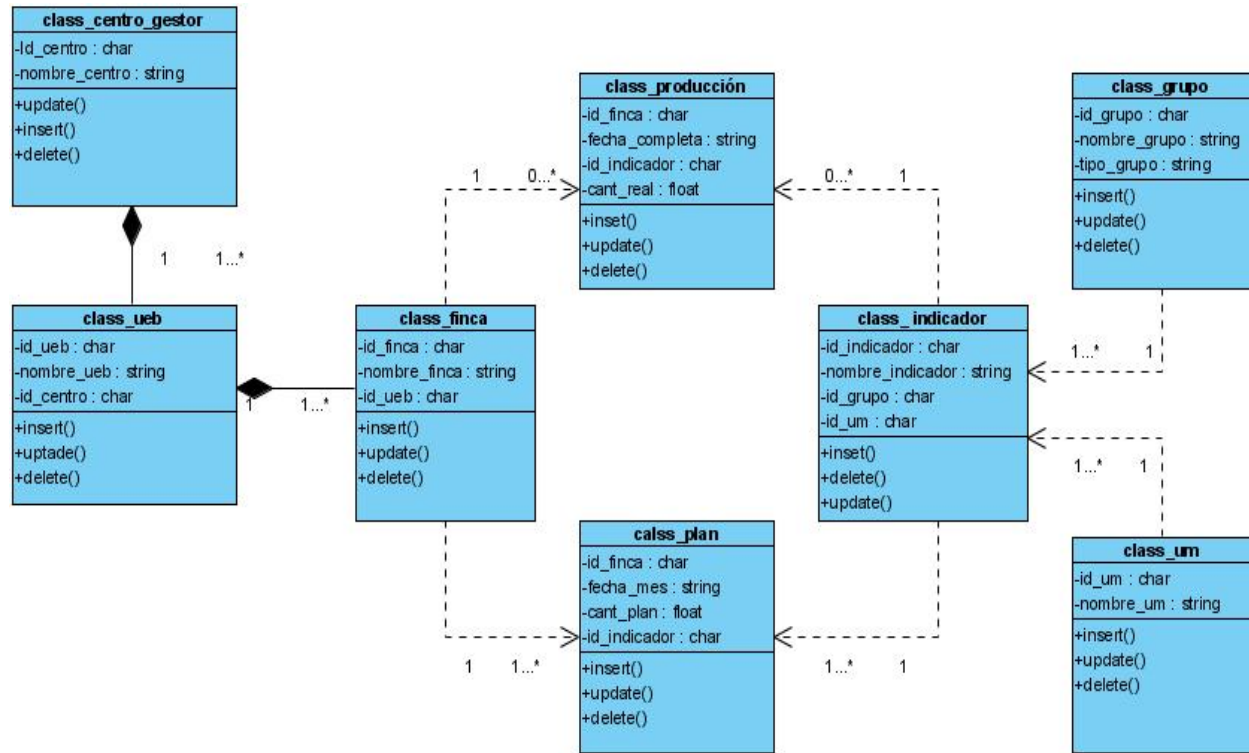 class_centro_gestor
-Id_centro : char
-nombre_centro : string
+update()
+insert()
+delete()
1 1...*
class_ueb
-id_ueb : char
-nombre_ueb : string
-id_centro : char
+insert()
+uptade()
+delete()
1 1...*
class_finca
-id_finca : char
-nombre_finca : string
-id_ueb : char
+insert()
+update()
+delete()
1 0...*
class_producción
-id_finca : char
-fecha_completa : string
-id_indicador : char
-cant_real : float
+inset()
+update()
+delete()
0...* 1
class_indicador
-id_indicador : char
-nombre_indicador : string
-id_grupo : char
-id_um : char
+inset()
+delete()
+update()
1 1...*
calss_plan
-id_finca : char
-fecha_mes : string
-cant_plan : float
-id_indicador : char
+insert()
+update()
+delete()
1...* 1
class_grupo
-id_grupo : char
-nombre_grupo : string
-tipo_grupo : string
+insert()
+update()
+delete()
1...* 1
1...* 1
class_um
-id_um : char
-nombre_um : string
+insert()
+update()
+delete()